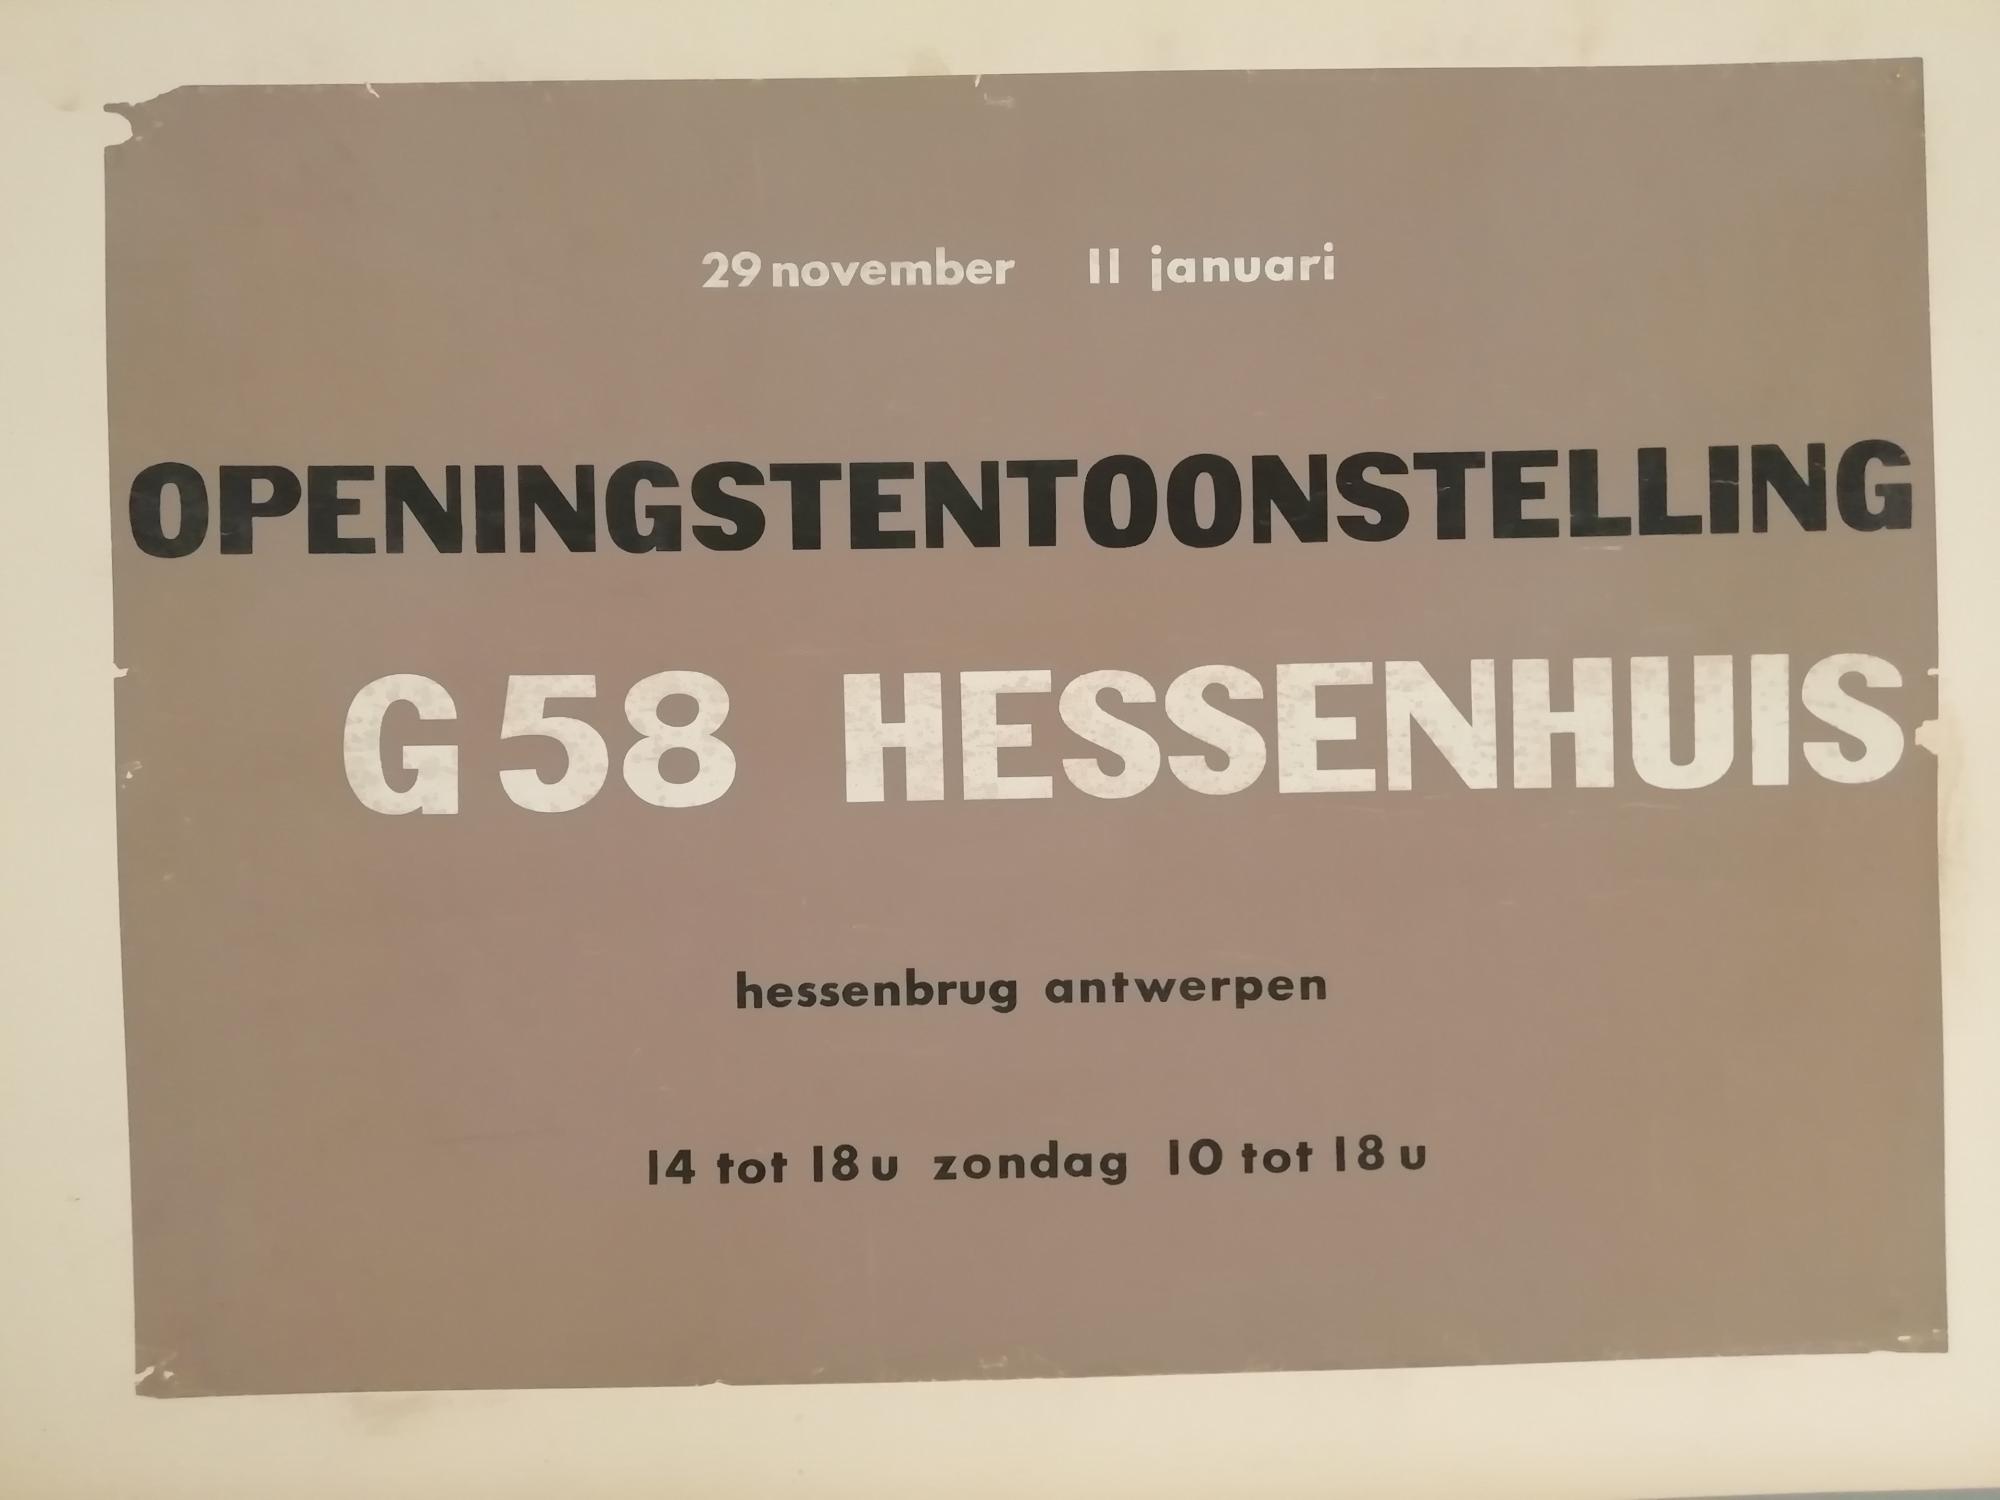 29 november 11 januari
OPENINGSTENTOONSTELLING
G58 HESSENHUIS
hessenbrug antwerpen
14 tot 18 u zondag 10 tot 18 u